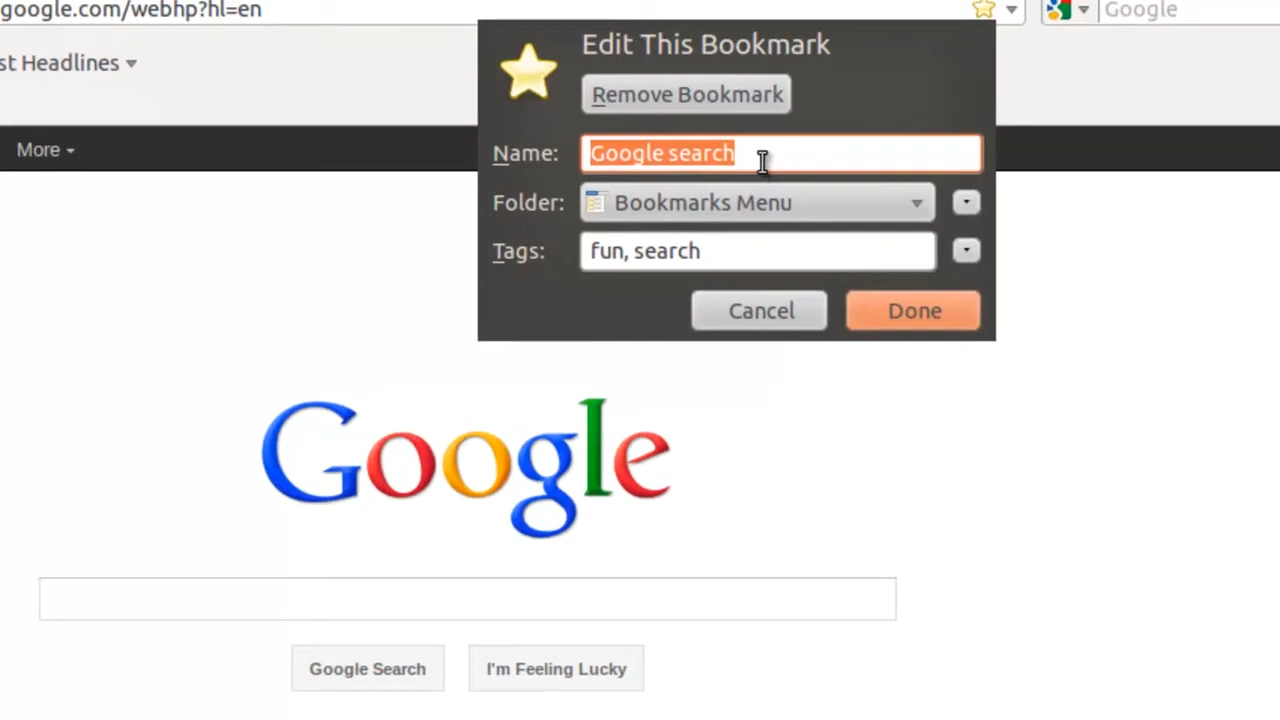 google.com/webhp?hl=en
Google
st Headlines
More
Edit This Bookmark
Remove Bookmark
Name: Google search
Folder: Bookmarks Menu
Tags: fun, search
Cancel Done
Google
Google Search I'm Feeling Lucky